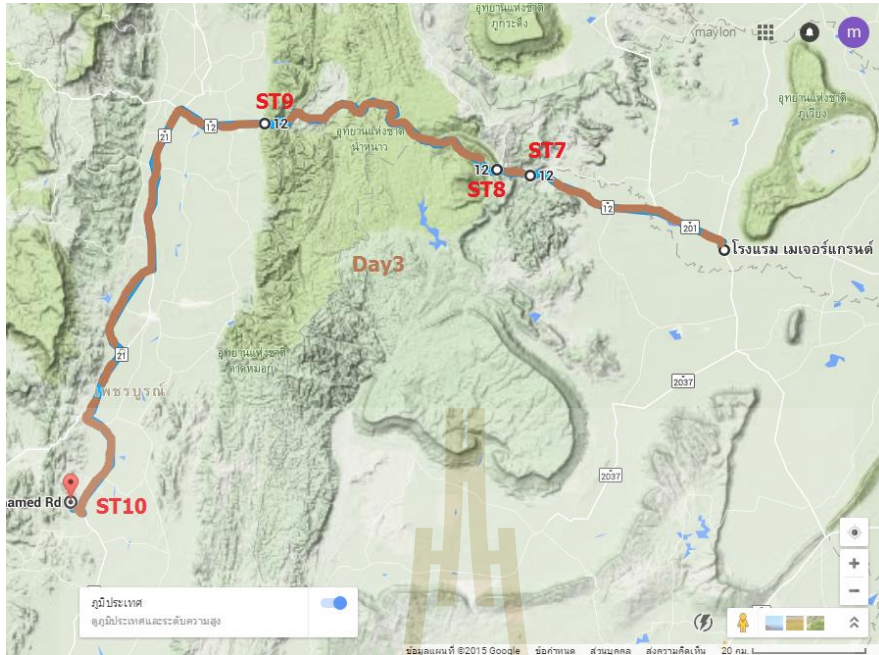 อุทยานแห่งชาติ
ภูกระดึง
maylon
m
ST9
12
12
21
อุทยานแห่งชาติ
น้ำหนาว
อุทยานแห่งชาติ
ภูเวียง
ST7
12
12
ST8
12
201
โรงแรม เมเจอร์แกรนด์
Day3
21
อุทยานแห่งชาติ
ตาดหมอก
เพชรบูรณ์
2037
2037
named Rd
ST10
ภูมิประเทศ
ดูภูมิประเทศและระดับความสูง
ข้อมูลแผนที่ ©2015 Google ข้อกำหนด ส่วนบุคคล ส่งความคิดเห็น 20 กม.